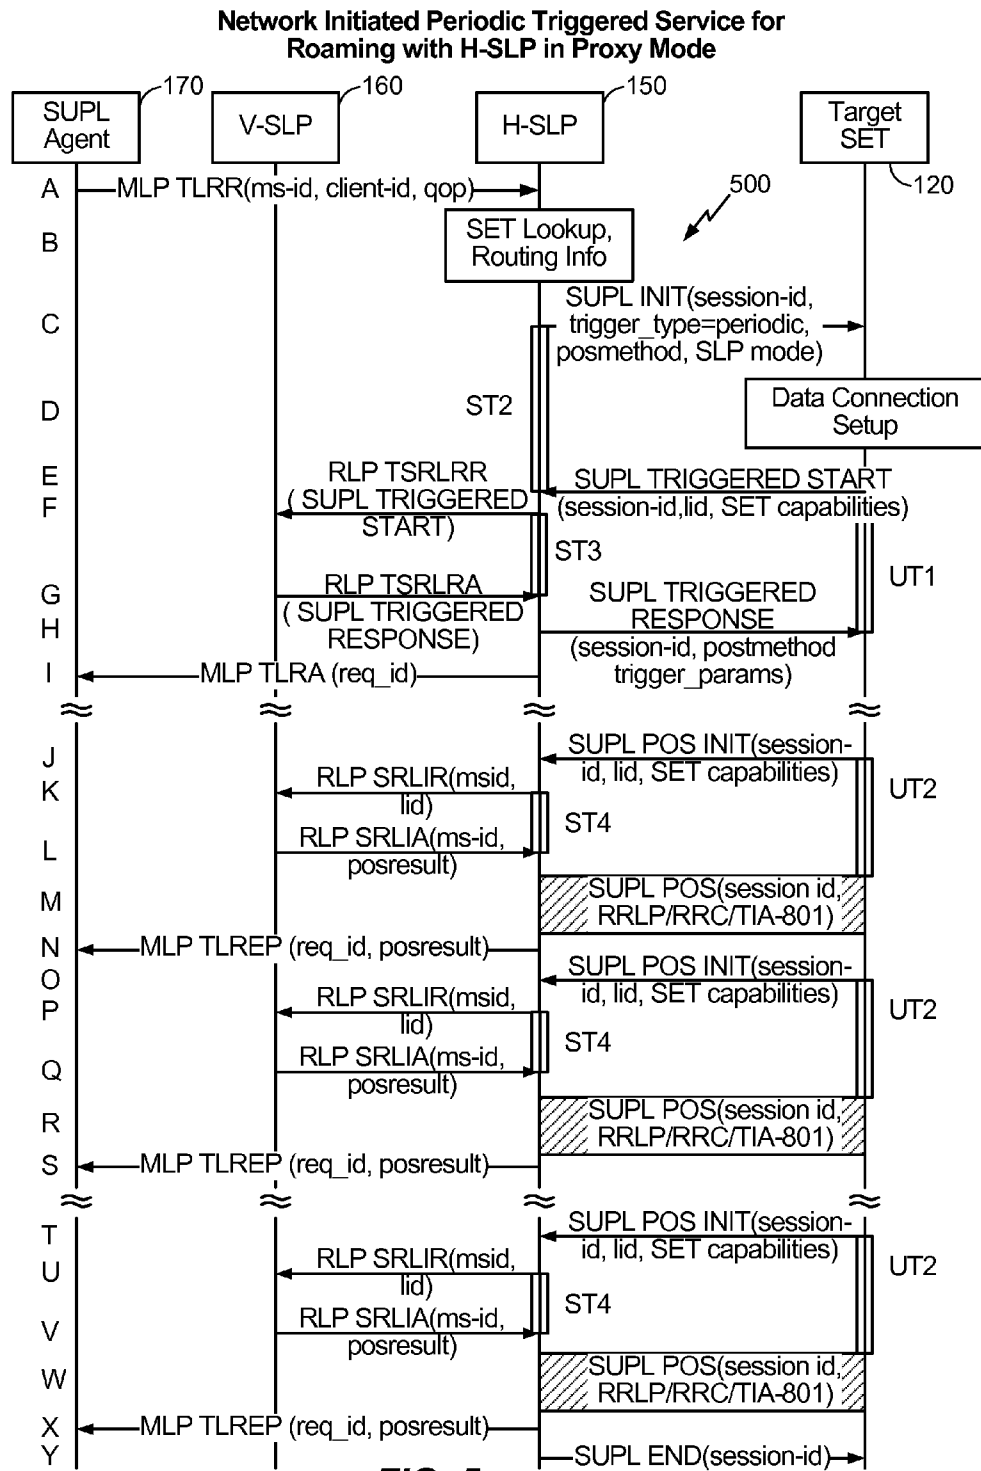 Network Initiated Periodic Triggered Service for
Roaming with H-SLP in Proxy Mode
170
160
150
SUPL
Agent
V-SLP
H-SLP
Target
SET
120
A
MLP TLRR(ms-id, client-id, qop)
500
B
SET Lookup,
Routing Info
C
SUPL INIT(session-id,
trigger_type=periodic,
posmethod, SLP mode)
ST2
D
Data Connection
Setup
E
RLP TSRLRR
( SUPL TRIGGERED
START)
SUPL TRIGGERED START
(session-id,lid, SET capabilities)
F
ST3
UT1
G
RLP TSRLRA
( SUPL TRIGGERED
RESPONSE)
SUPL TRIGGERED
RESPONSE
(session-id, postmethod
trigger_params)
H
I
MLP TLRA (req_id)
J
SUPL POS INIT(session-
id, lid, SET capabilities)
K
RLP SRLIR(msid,
lid)
UT2
ST4
L
RLP SRLIA(ms-id,
posresult)
M
SUPL POS(session id,
RRLP/RRC/TIA-801)
N
MLP TLREP (req_id, posresult)
O
SUPL POS INIT(session-
id, lid, SET capabilities)
P
RLP SRLIR(msid,
lid)
UT2
ST4
Q
RLP SRLIA(ms-id,
posresult)
R
SUPL POS(session id,
RRLP/RRC/TIA-801)
S
MLP TLREP (req_id, posresult)
T
SUPL POS INIT(session-
id, lid, SET capabilities)
U
RLP SRLIR(msid,
lid)
UT2
ST4
V
RLP SRLIA(ms-id,
posresult)
W
SUPL POS(session id,
RRLP/RRC/TIA-801)
X
MLP TLREP (req_id, posresult)
Y
SUPL END(session-id)